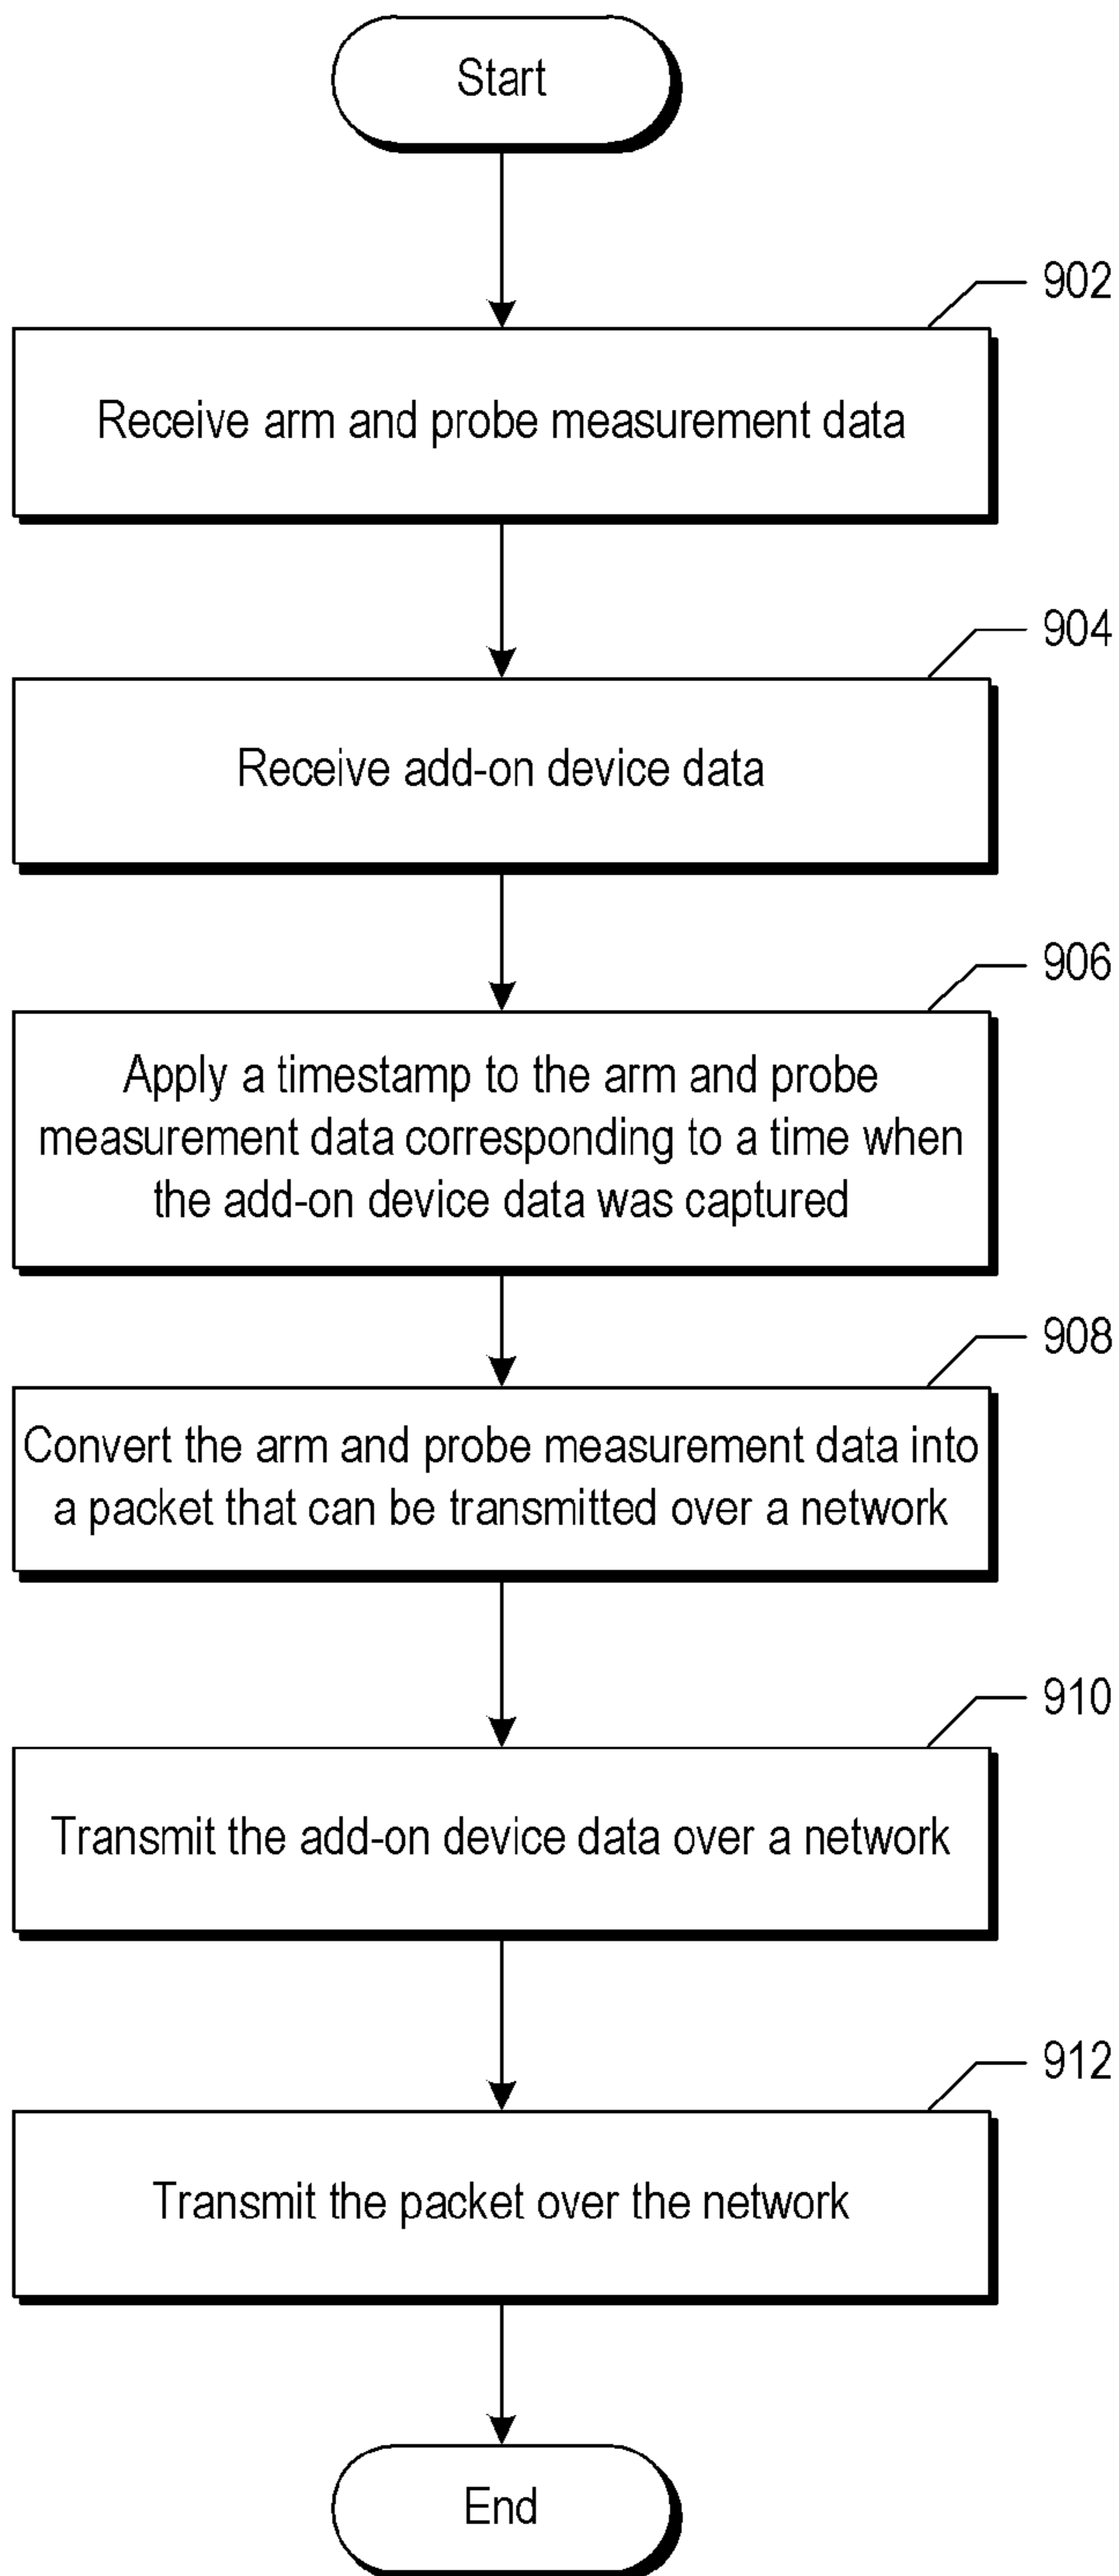 Start
902
Receive arm and probe measurement data
904
Receive add-on device data
906
Apply a timestamp to the arm and probe
measurement data corresponding to a time when
the add-on device data was captured
908
Convert the arm and probe measurement data into
a packet that can be transmitted over a network
910
Transmit the add-on device data over a network
912
Transmit the packet over the network
End